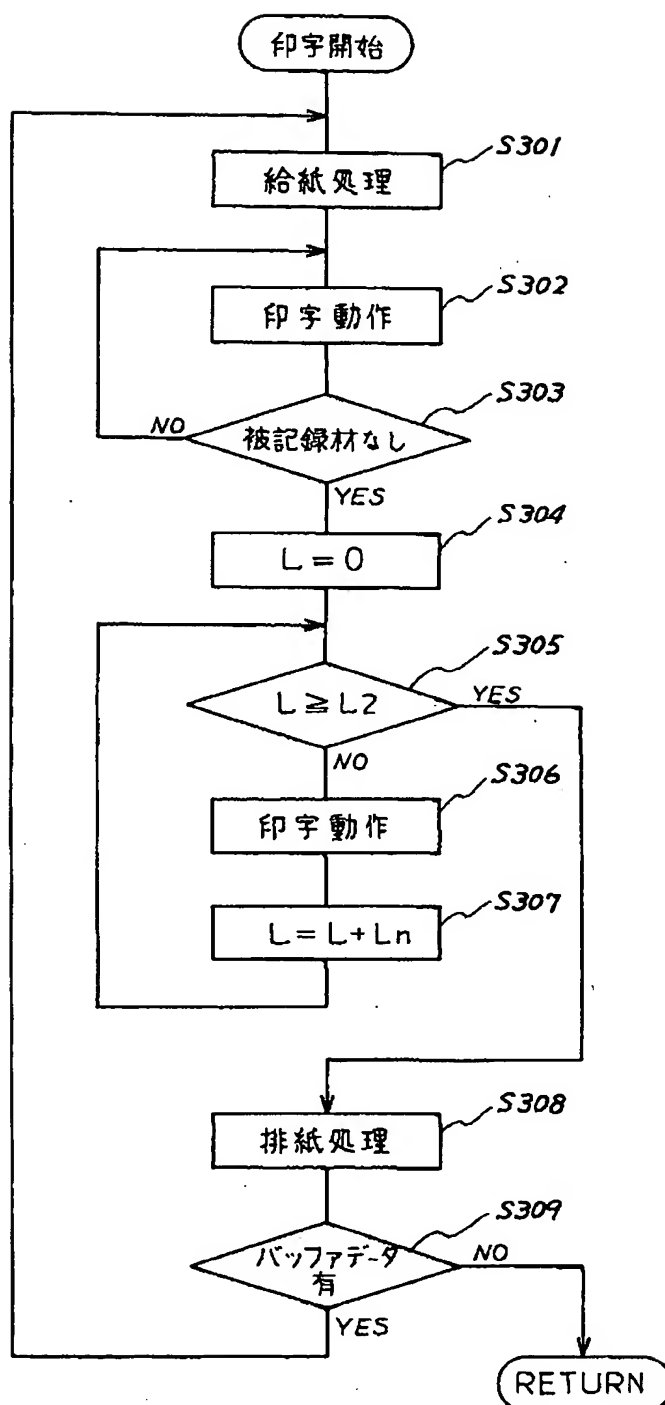 印字開始
S301
給紙処理
S302
印字動作
S303
被記録材なし
NO
YES
S304
L=0
S305
L≧L2
YES
NO
S306
印字動作
S307
L=L+Ln
S308
排紙処理
S309
バッファデータ
有
NO
YES
RETURN